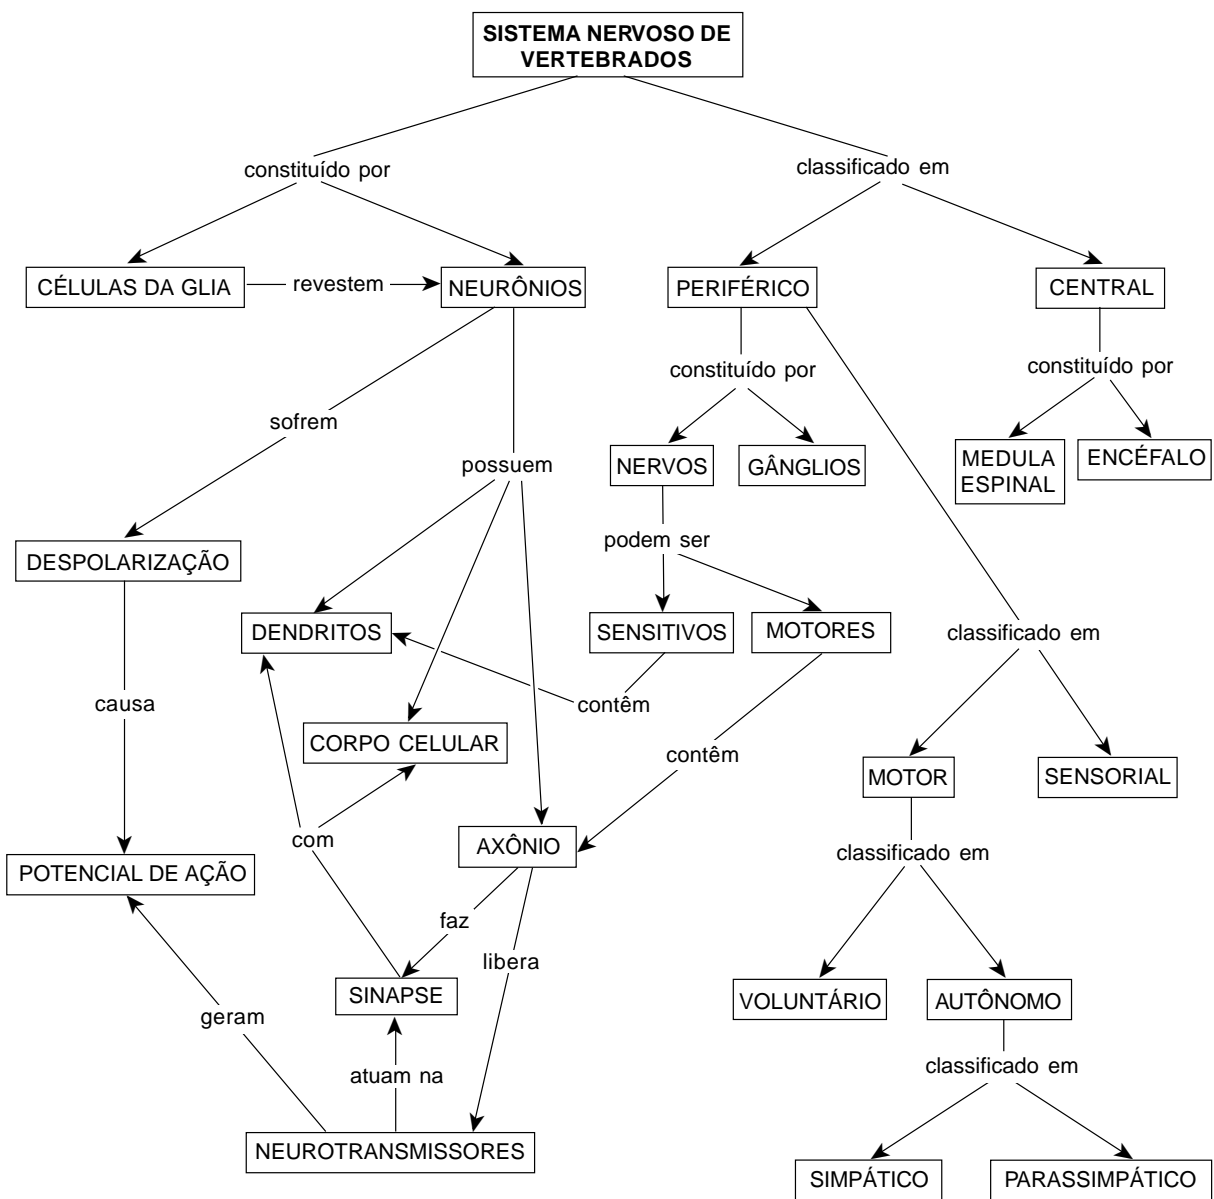 SISTEMA NERVOSO DE
VERTEBRADOS
constituído por
classificado em
CÉLULAS DA GLIA
revestem
NEURÔNIOS
PERIFÉRICO
CENTRAL
constituído por
constituído por
sofrem
possuem
NERVOS
GÂNGLIOS
MEDULA
ESPINAL
ENCÉFALO
podem ser
DESPOLARIZAÇÃO
DENDRITOS
SENSITIVOS
MOTORES
classificado em
causa
contêm
CORPO CELULAR
contêm
MOTOR
SENSORIAL
com
AXÔNIO
classificado em
POTENCIAL DE AÇÃO
faz
libera
SINAPSE
VOLUNTÁRIO
AUTÔNOMO
geram
atuam na
classificado em
NEUROTRANSMISSORES
SIMPÁTICO
PARASSIMPÁTICO